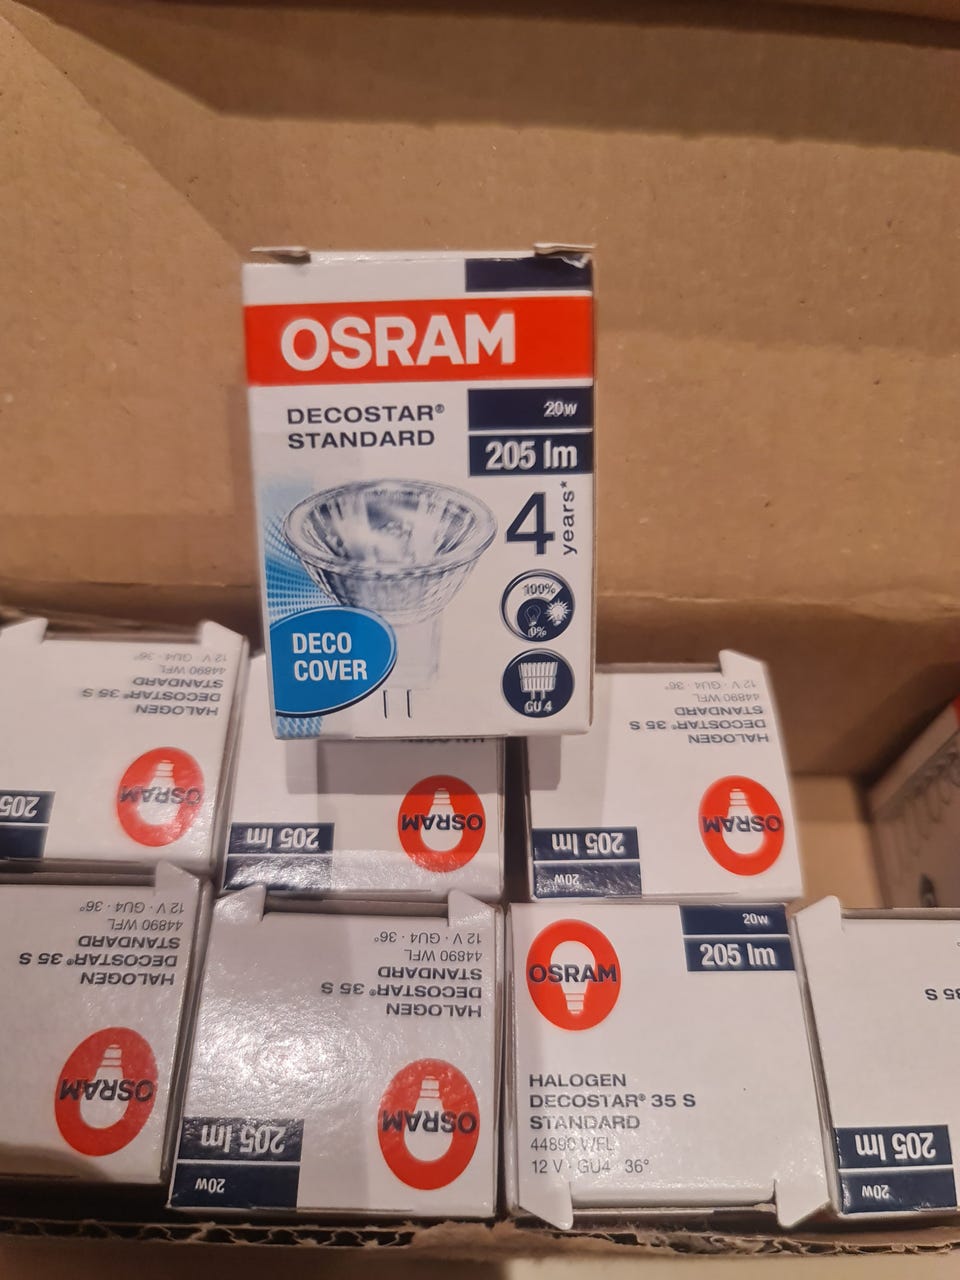 OSRAM
DECOSTAR® STANDARD
20w
205 lm
4 years*
100%
0%
DECO COVER
GU 4
12 V · GU4 · 36°
44890 WFL
STANDARD
DECOSTAR® 35 S
HALOGEN
OSRAM
205
HALOGEN
OSRAM
205 lm
12 V · GU4 · 36°
44890 WFL
STANDARD
DECOSTAR® 35 S
HALOGEN
OSRAM
205 lm
20w
12 V · GU4 · 36°
44890 WFL
STANDARD
DECOSTAR® 35 S
HALOGEN
OSRAM
12 V · GU4 · 36°
44890 WFL
STANDARD
DECOSTAR® 35 S
HALOGEN
OSRAM
205 lm
20w
OSRAM
20w
205 lm
HALOGEN
DECOSTAR® 35 S
STANDARD
44890 WFL
12 V · GU4 · 36°
35 S
205 lm
20w